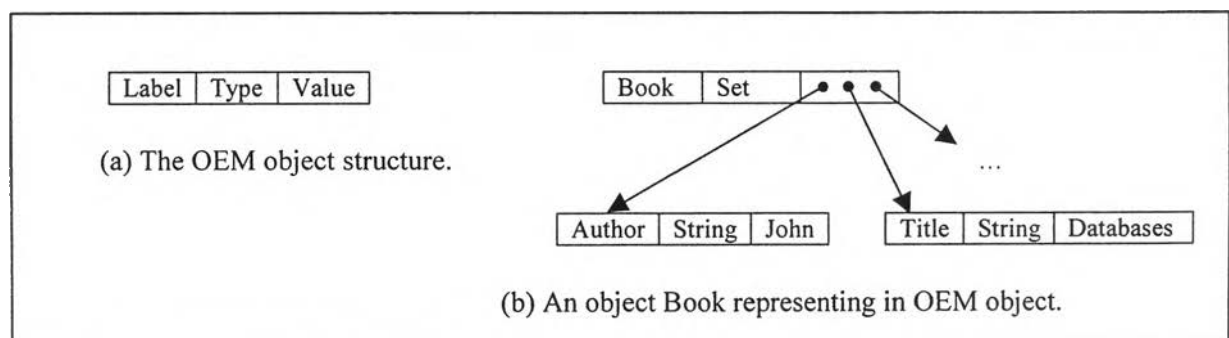 Label Type Value
Book Set
(a) The OEM object structure.
...
Author String John
Title String Databases
(b) An object Book representing in OEM object.